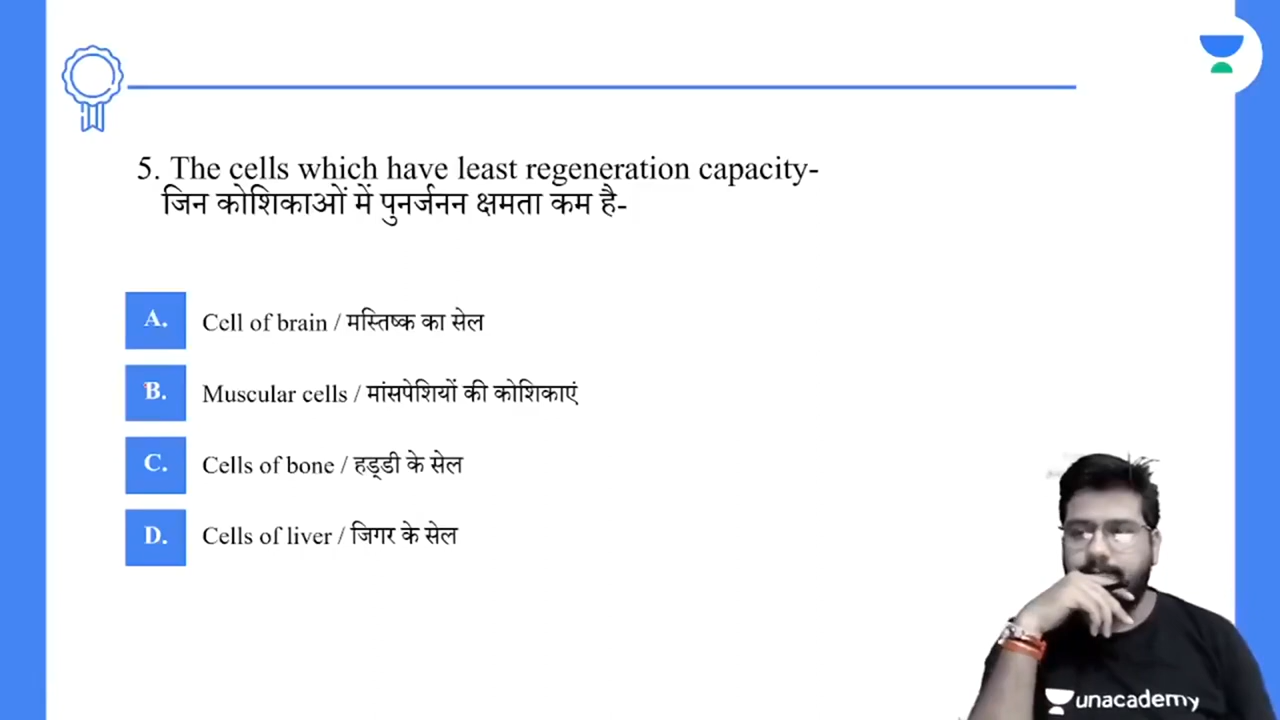 5. The cells which have least regeneration capacity-
जिन कोशिकाओं में पुनर्जनन क्षमता कम है-
A. Cell of brain / मस्तिष्क का सेल
B. Muscular cells / मांसपेशियों की कोशिकाएं
C. Cells of bone / हड्डी के सेल
D. Cells of liver / जिगर के सेल
unacademy